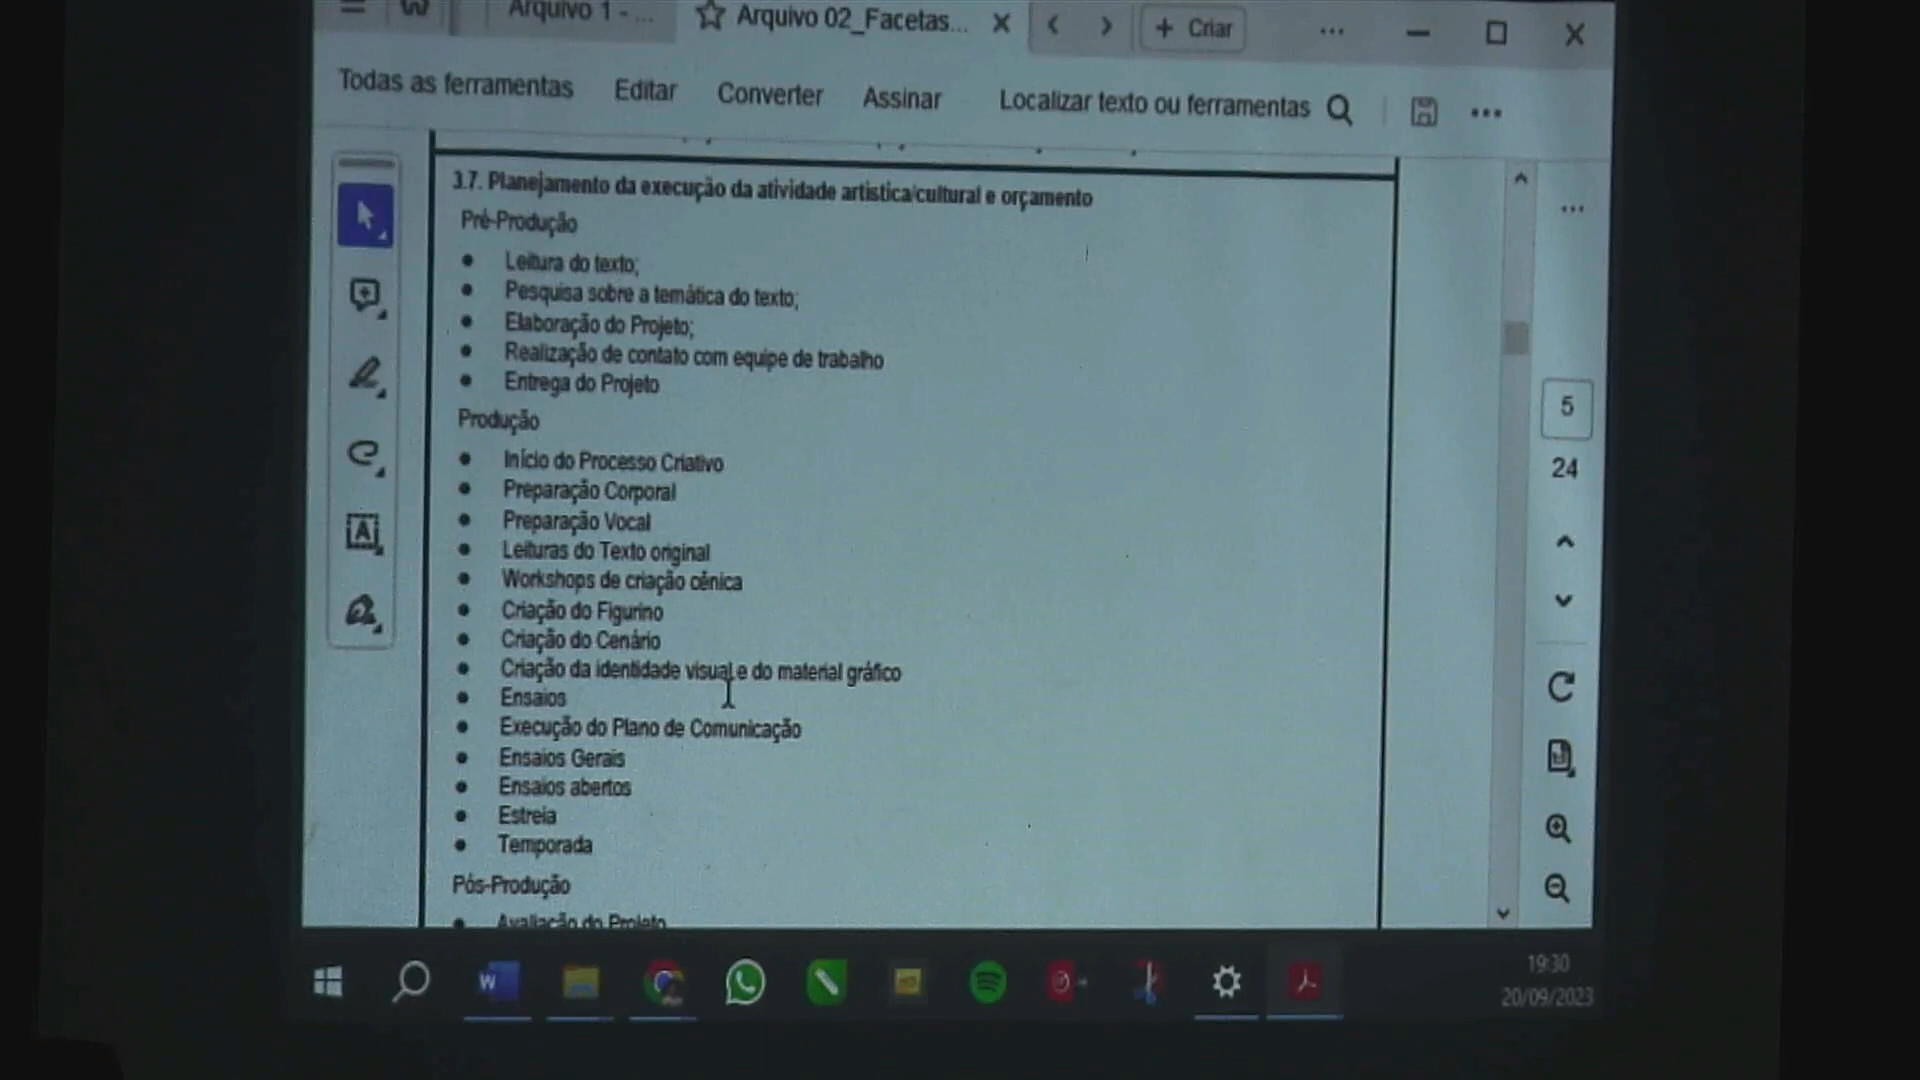 Arquivo 1 - ...
Arquivo 02_Facetas...
+ Criar
Todas as ferramentas
Editar
Converter
Assinar
Localizar texto ou ferramentas
3.7. Planejamento da execução da atividade artistica/cultural e orçamento
Pré-Produção
• Leitura do texto;
• Pesquisa sobre a temática do texto;
• Elaboração do Projeto;
• Realização de contato com equipe de trabalho
• Entrega do Projeto
Produção
• Início do Processo Criativo
• Preparação Corporal
• Preparação Vocal
• Leituras do Texto original
• Workshops de criação cênica
• Criação do Figurino
• Criação do Cenário
• Criação da identidade visual e do material gráfico
• Ensaios
• Execução do Plano de Comunicação
• Ensaios Gerais
• Ensaios abertos
• Estreia
• Temporada
Pós-Produção
• Avaliação do Projeto
5
24
19:30
20/09/2023